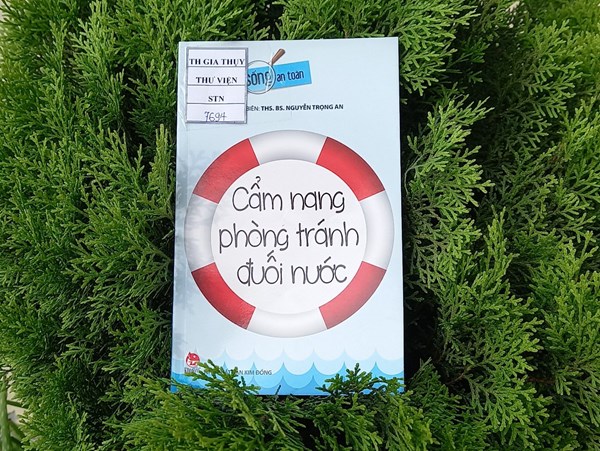 TH GIA THỤY
THƯ VIỆN
STN
7694
sống an toàn
BIÊN: THS. BS. NGUYỄN TRỌNG AN
Cẩm nang
phòng tránh
đuối nước
KIM ĐỒNG